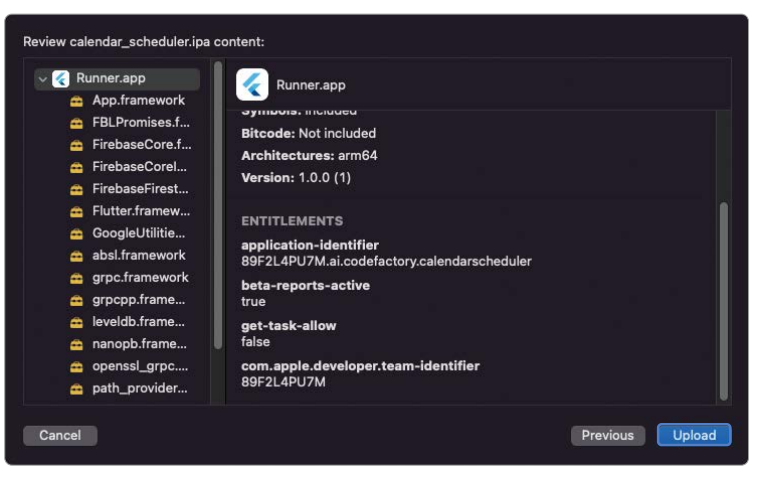 Review calendar_scheduler.ipa content:
Runner.app
App.framework
FBLPromises.f...
FirebaseCore.f...
FirebaseCoreI...
FirebaseFirest...
Flutter.framew...
GoogleUtilitie...
absl.framework
grpc.framework
grpcpp.frame...
leveldb.frame...
nanopb.frame...
openssl_grpc....
path_provider...
Runner.app
Symbols: Included
Bitcode: Not included
Architectures: arm64
Version: 1.0.0 (1)
ENTITLEMENTS
application-identifier
89F2L4PU7M.ai.codefactory.calendarscheduler
beta-reports-active
true
get-task-allow
false
com.apple.developer.team-identifier
89F2L4PU7M
Cancel
Previous
Upload